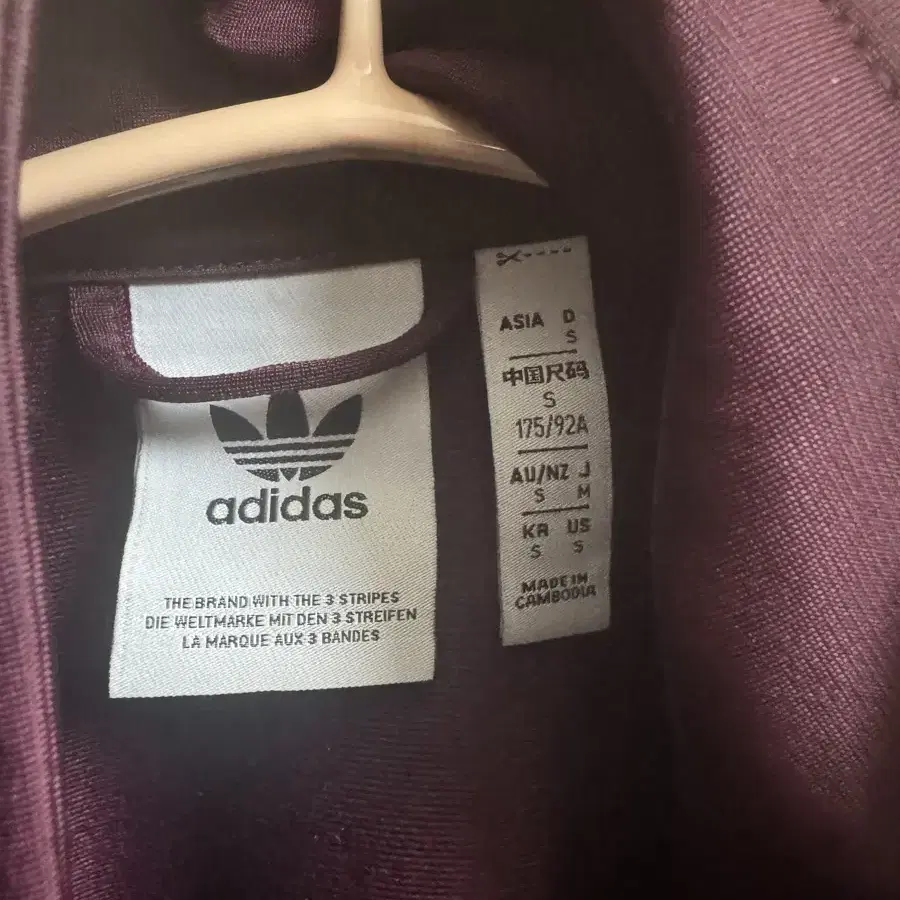 adidas
THE BRAND WITH THE 3 STRIPES
DIE WELTMARKE MIT DEN 3 STREIFEN
LA MARQUE AUX 3 BANDES
ASIA D
S
中国尺码
S
175/92A
AU/NZ J
S M
KR US
S S
MADE IN
CAMBODIA